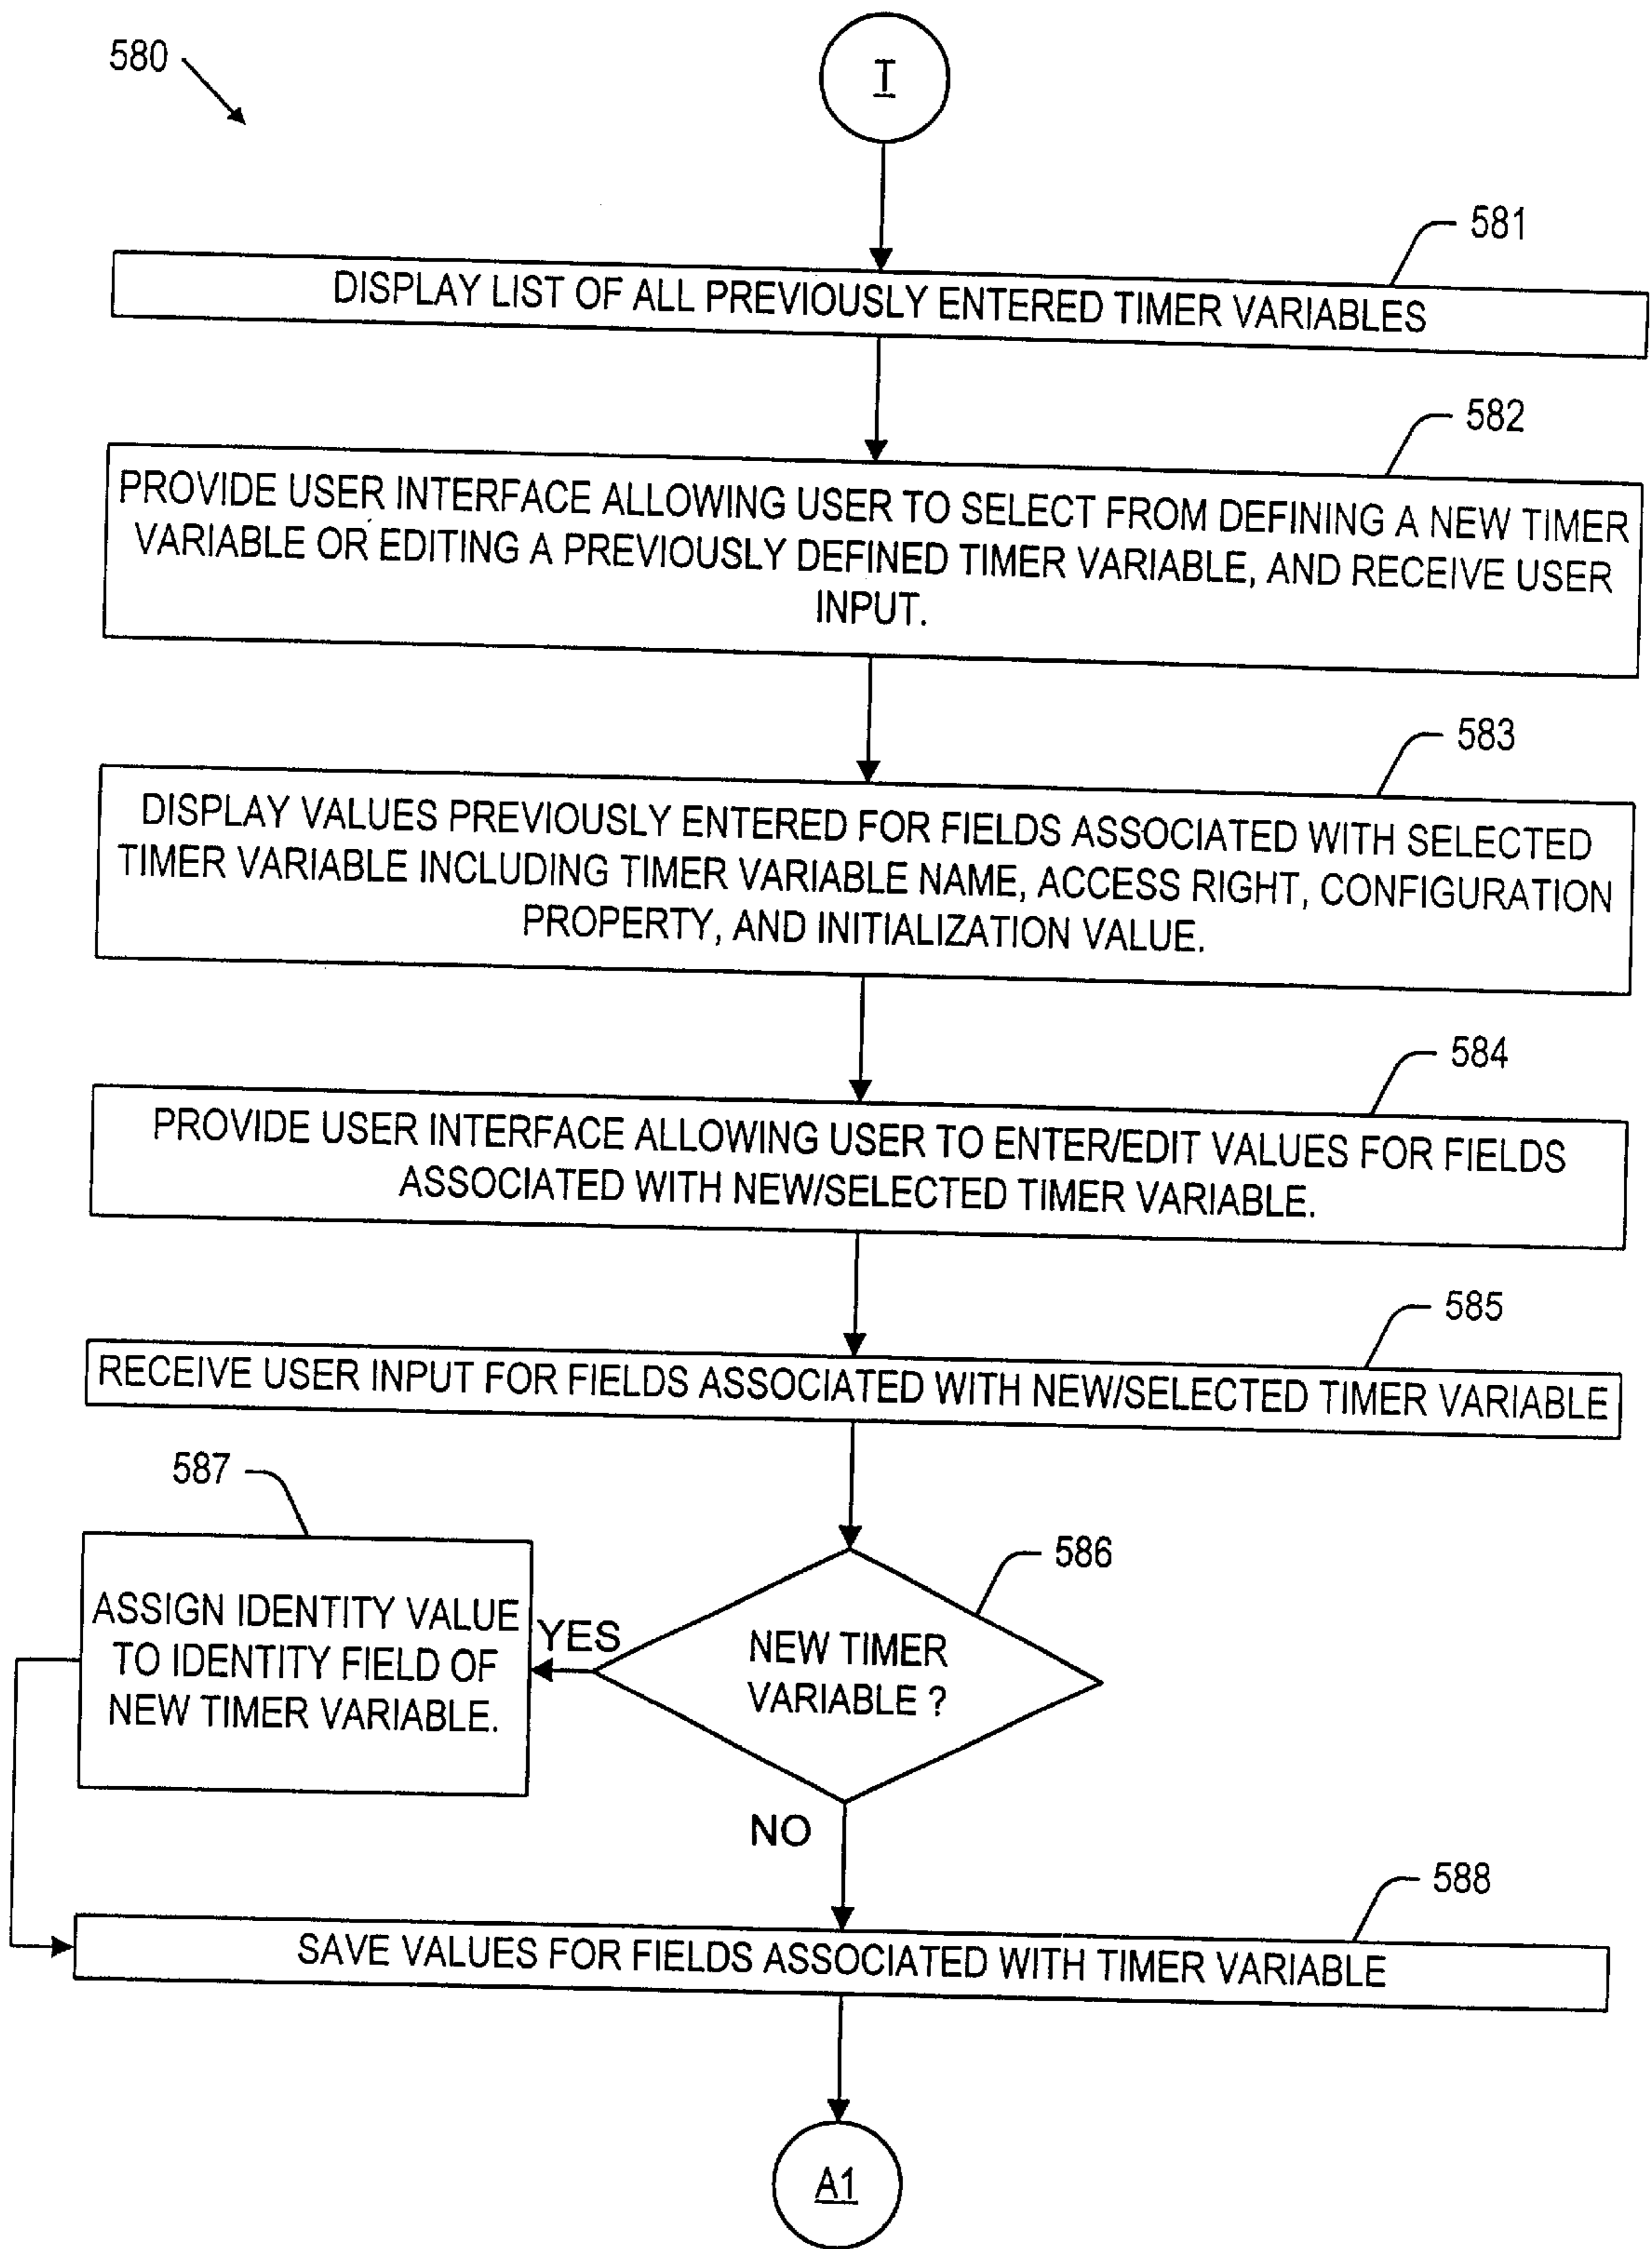 580
T
581
DISPLAY LIST OF ALL PREVIOUSLY ENTERED TIMER VARIABLES
582
PROVIDE USER INTERFACE ALLOWING USER TO SELECT FROM DEFINING A NEW TIMER
VARIABLE OR EDITING A PREVIOUSLY DEFINED TIMER VARIABLE, AND RECEIVE USER
INPUT.
583
DISPLAY VALUES PREVIOUSLY ENTERED FOR FIELDS ASSOCIATED WITH SELECTED
TIMER VARIABLE INCLUDING TIMER VARIABLE NAME, ACCESS RIGHT, CONFIGURATION
PROPERTY, AND INITIALIZATION VALUE.
584
PROVIDE USER INTERFACE ALLOWING USER TO ENTER/EDIT VALUES FOR FIELDS
ASSOCIATED WITH NEW/SELECTED TIMER VARIABLE.
585
RECEIVE USER INPUT FOR FIELDS ASSOCIATED WITH NEW/SELECTED TIMER VARIABLE
587
ASSIGN IDENTITY VALUE
TO IDENTITY FIELD OF
NEW TIMER VARIABLE.
YES
586
NEW TIMER
VARIABLE ?
NO
588
SAVE VALUES FOR FIELDS ASSOCIATED WITH TIMER VARIABLE
A1